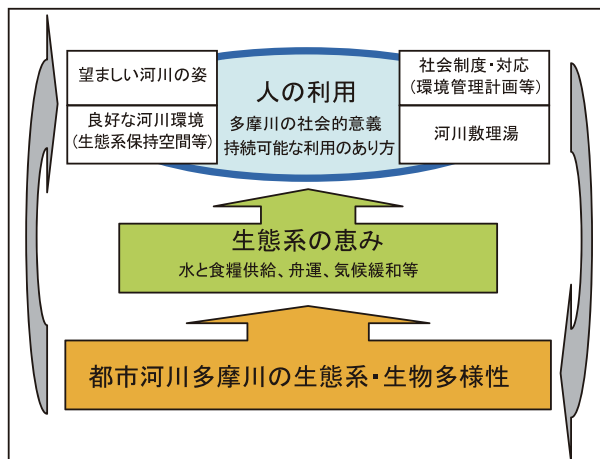 望ましい河川の姿
良好な河川環境
(生態系保持空間等)
人の利用
多摩川の社会的意義
持続可能な利用のあり方
社会制度・対応
(環境管理計画等)
河川敷理湯
生態系の恵み
水と食糧供給、舟運、気候緩和等
都市河川多摩川の生態系・生物多様性